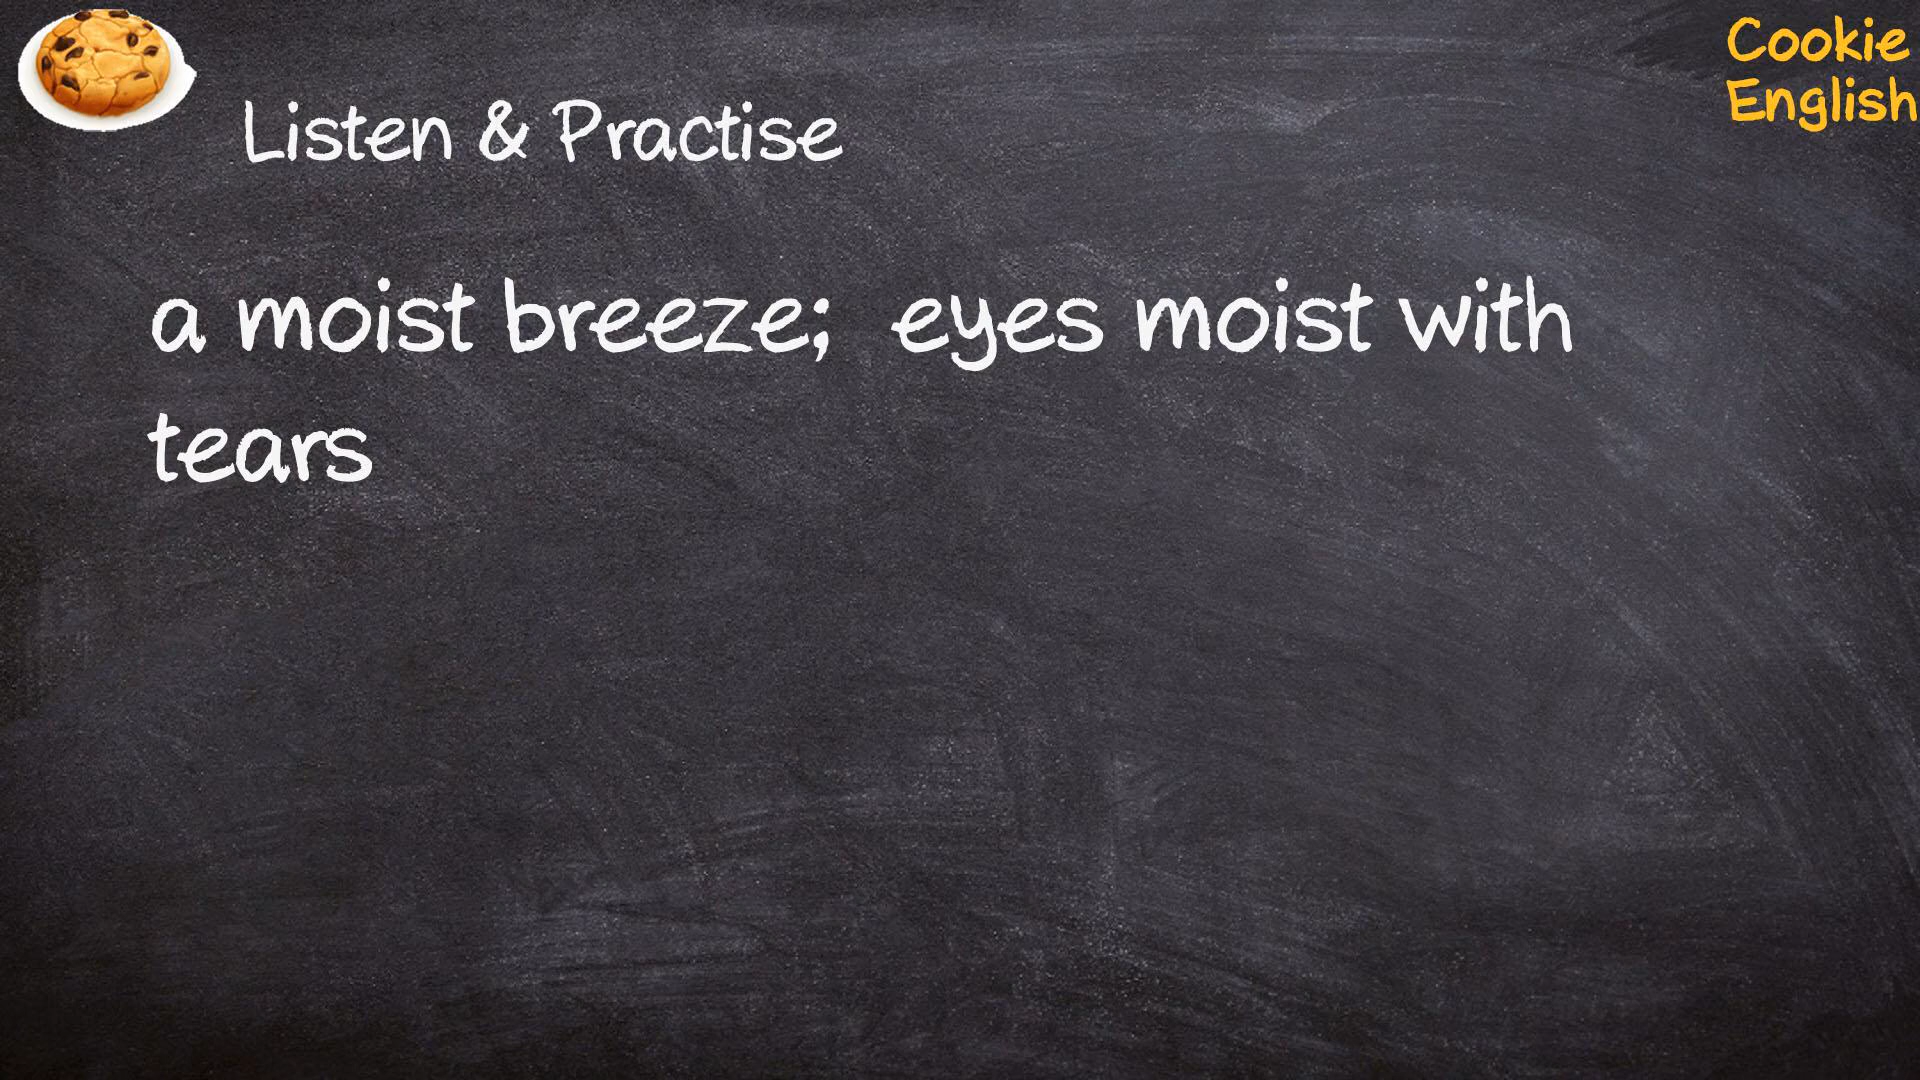 Cookie
English
Listen & Practise
a moist breeze;  eyes moist with
tears